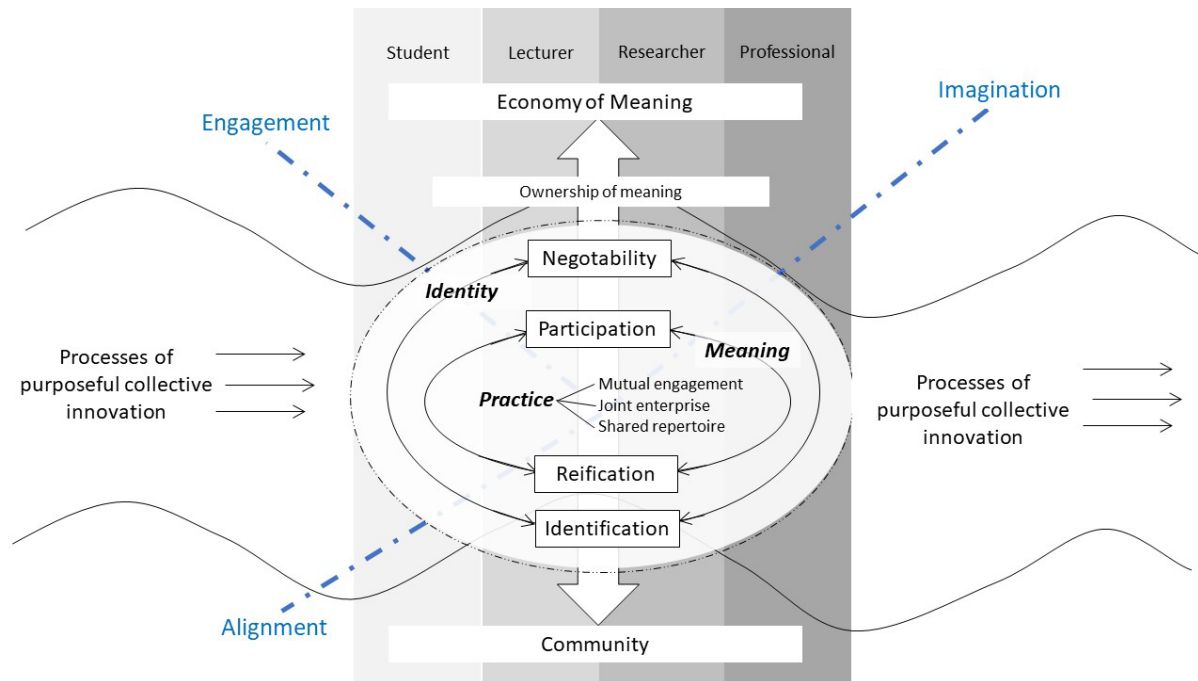 Student
Lecturer
Researcher
Professional
Economy of Meaning
Imagination
Engagement
Ownership of meaning
Negotability
Identity
Participation
Meaning
Processes of
purposeful collective
innovation
Practice
Mutual engagement
Joint enterprise
Shared repertoire
Processes of
purposeful collective
innovation
Reification
Identification
Alignment
Community